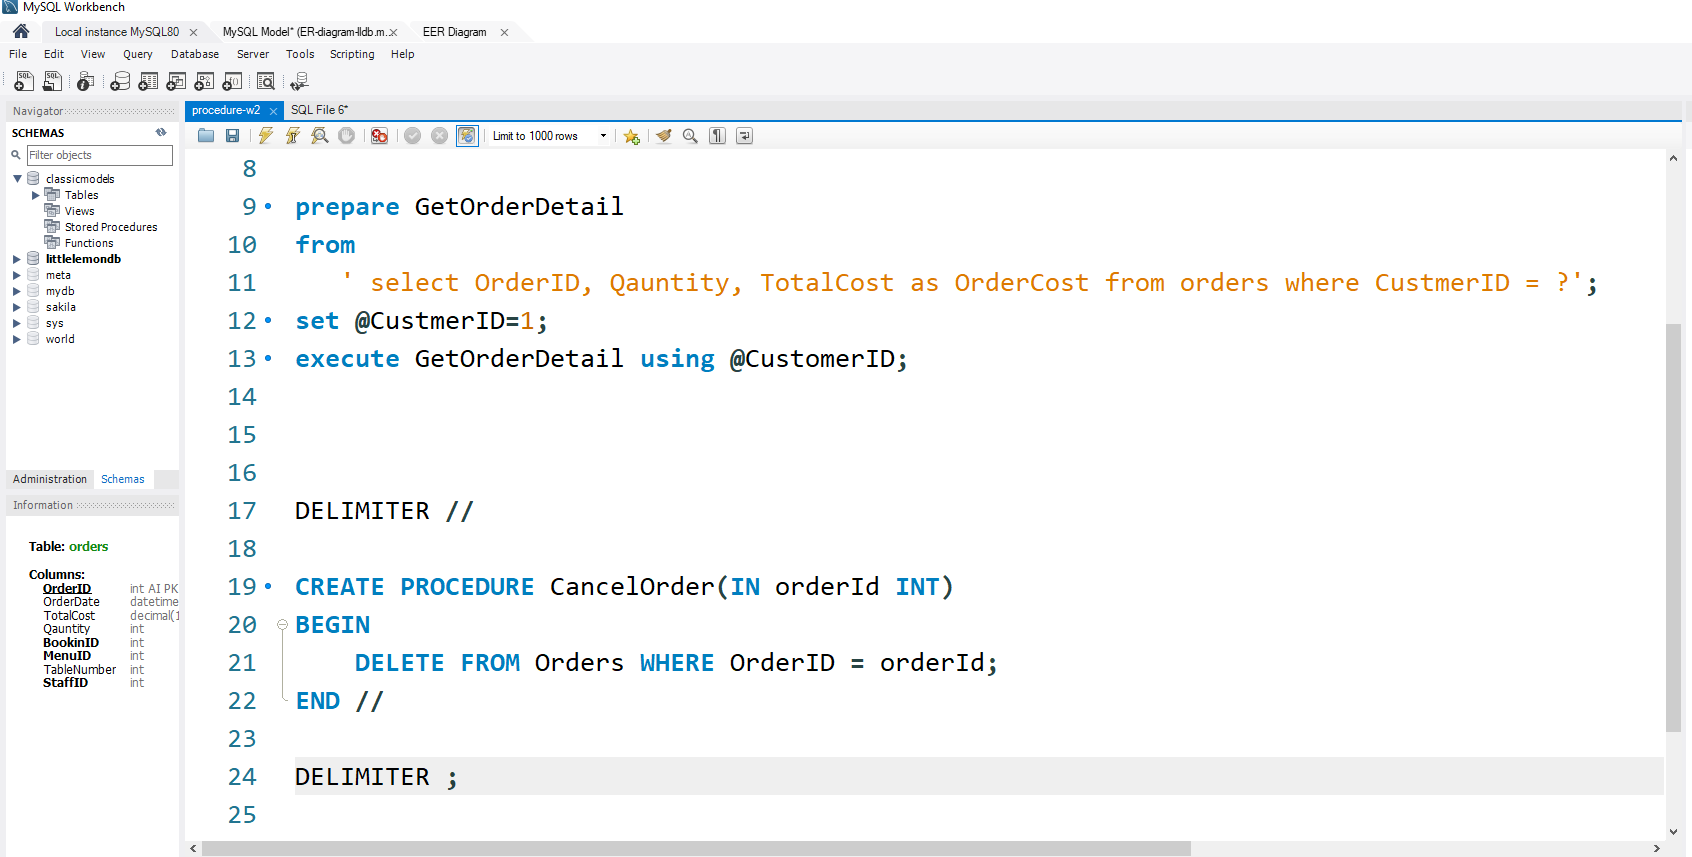 MySQL Workbench
Local instance MySQL80 ×
MySQL Model* (ER-diagram-lldb.m... ×
EER Diagram ×
File Edit View Query Database Server Tools Scripting Help
Navigator
procedure-w2 ×
SQL File 6*
SCHEMAS
Limit to 1000 rows
Filter objects
classicmodels
Tables
Views
Stored Procedures
Functions
littlelemondb
meta
mydb
sakila
sys
world
Administration Schemas
Information
Table: orders
Columns:
OrderID int AI PK
OrderDate datetime
TotalCost decimal(1
Qauntity int
BookinID int
MenuID int
TableNumber int
StaffID int
8
9 prepare GetOrderDetail
10 from
11 ' select OrderID, Qauntity, TotalCost as OrderCost from orders where CustmerID = ?';
12 set @CustmerID=1;
13 execute GetOrderDetail using @CustomerID;
14
15
16
17 DELIMITER //
18
19 CREATE PROCEDURE CancelOrder(IN orderId INT)
20 BEGIN
21 DELETE FROM Orders WHERE OrderID = orderId;
22 END //
23
24 DELIMITER ;
25